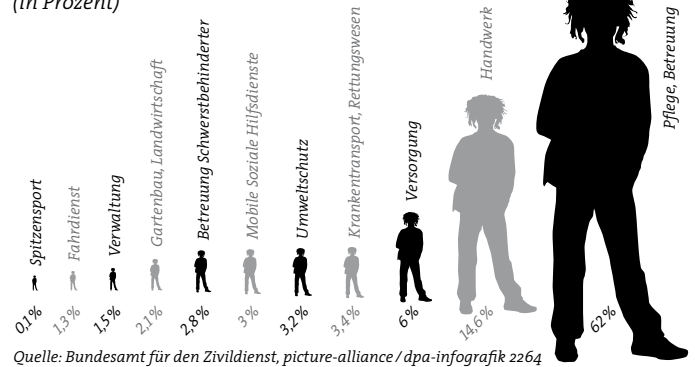 (in Prozent)
Spitzensport
Fahrdienst
Verwaltung
Gartenbau, Landwirtschaft
Betreuung Schwerstbehinderter
Mobile Soziale Hilfsdienste
Umweltschutz
Krankentransport, Rettungswesen
Versorgung
Handwerk
Pflege, Betreuung
0,1%
1,3%
1,5%
2,1%
2,8%
3%
3,2%
3,4%
6%
14,6%
62%
Quelle: Bundesamt für den Zivildienst, picture-alliance / dpa-infografik 2264